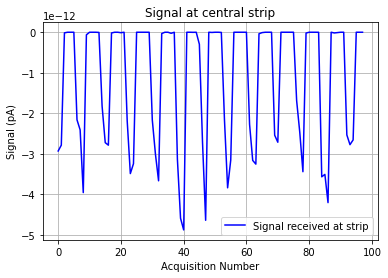 Signal at central strip
1e−12
0
−1
−2
−3
−4
−5
Signal (pA)
0 20 40 60 80 100
Acquisition Number
Signal received at strip